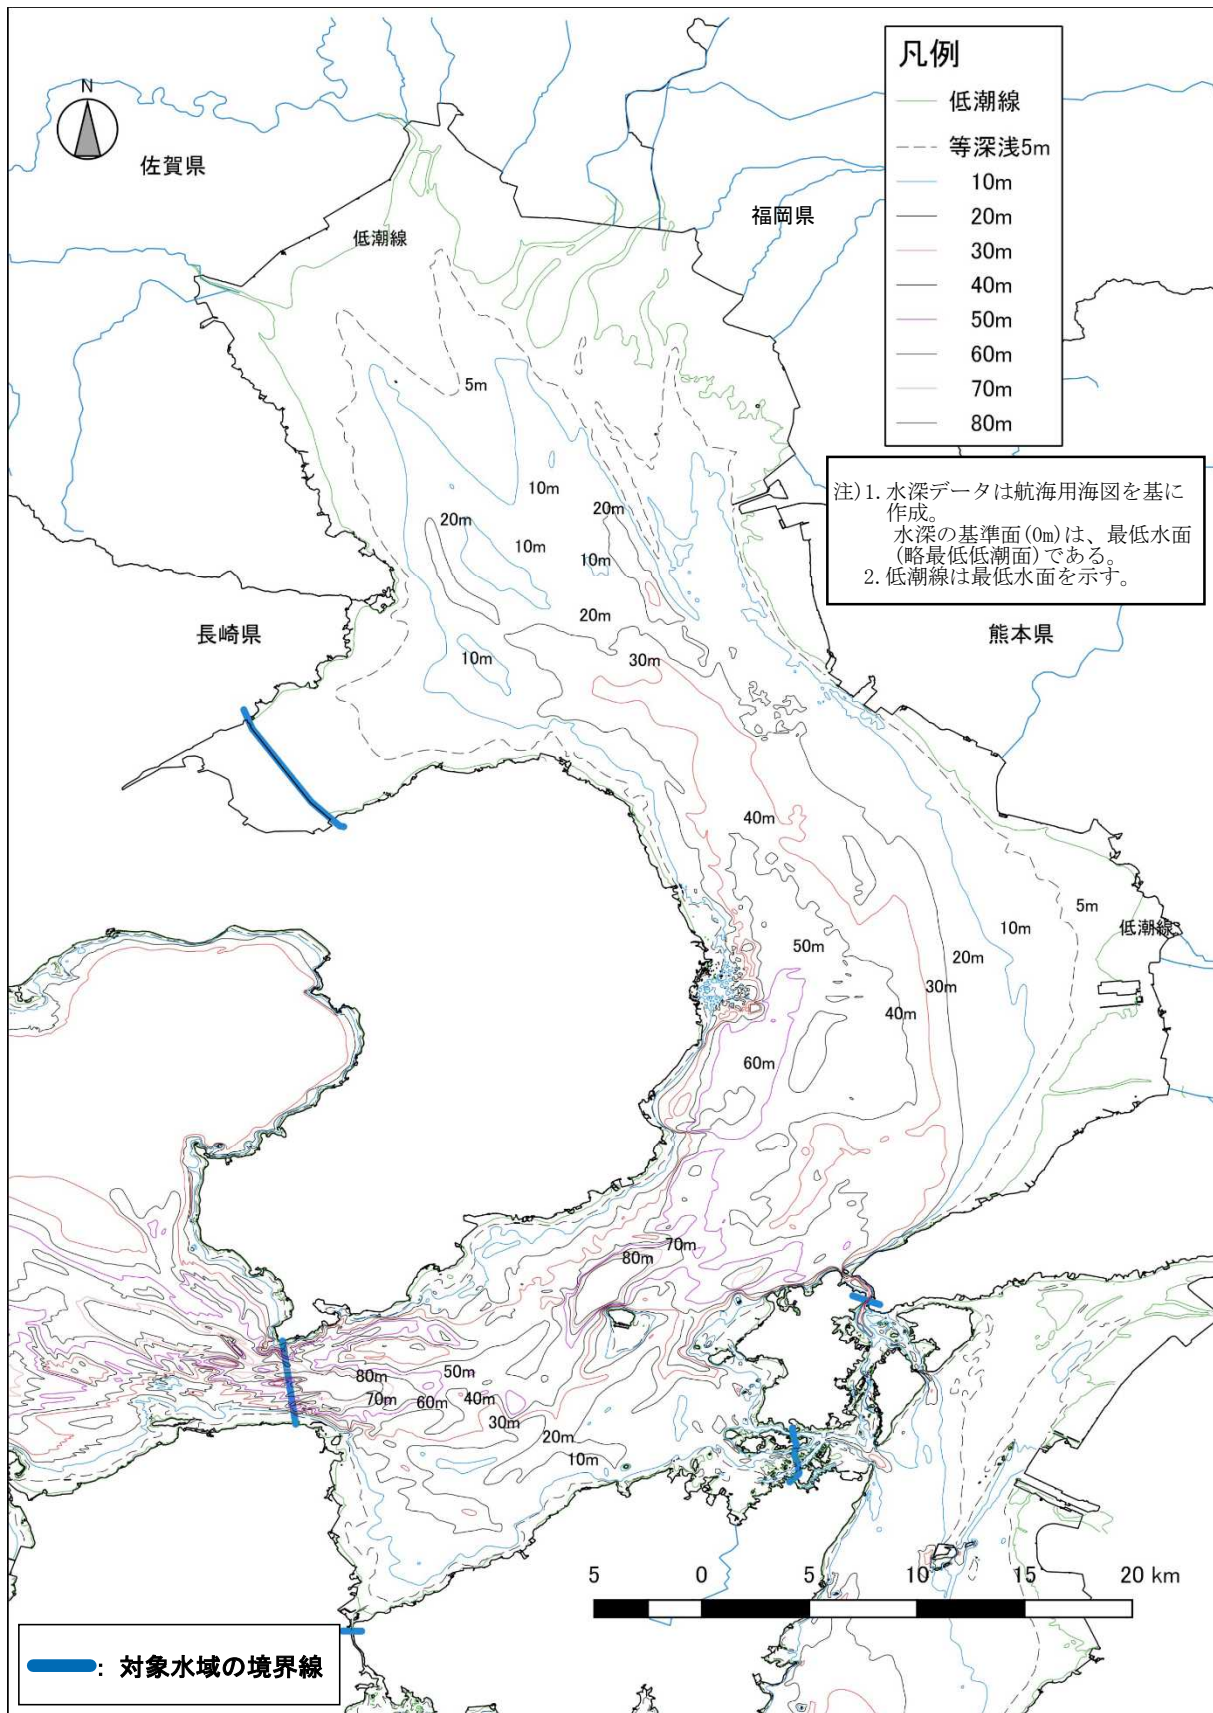 N
凡例
低潮線
等深浅5m
10m
20m
30m
40m
50m
60m
70m
80m
佐賀県
福岡県
低潮線
5m
注)1.水深データは航海用海図を基に
作成。
水深の基準面(0m)は、最低水面
(略最低低潮面)である。
2.低潮線は最低水面を示す。
10m
20m
20m
10m
10m
20m
長崎県
熊本県
10m
30m
40m
5m
10m
低潮線
50m
20m
30m
40m
60m
70m
80m
50m
80m
70m
60m
40m
30m
20m
10m
5 0 5 10 15 20 km
: 対象水域の境界線